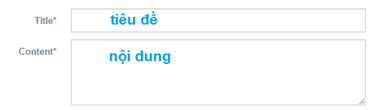 Title* tiêu đề
Content* nội dung